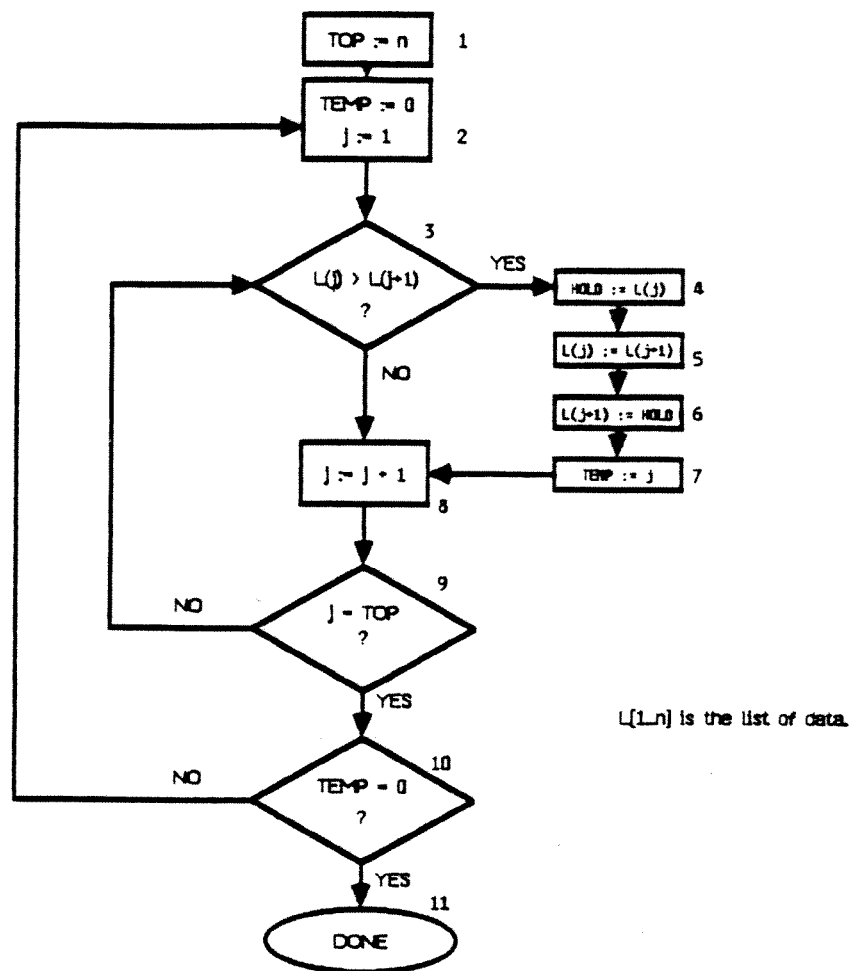 TOP := n
1
TEMP := 0
j := 1
2
3
L(j) > L(j+1)
?
YES
HOLD := L(j)
4
L(j) := L(j+1)
5
NO
L(j+1) := HOLD
6
j := j + 1
TEMP := j
7
8
9
NO
j = TOP
?
YES
L[1..n] is the list of data.
10
NO
TEMP = 0
?
YES
11
DONE